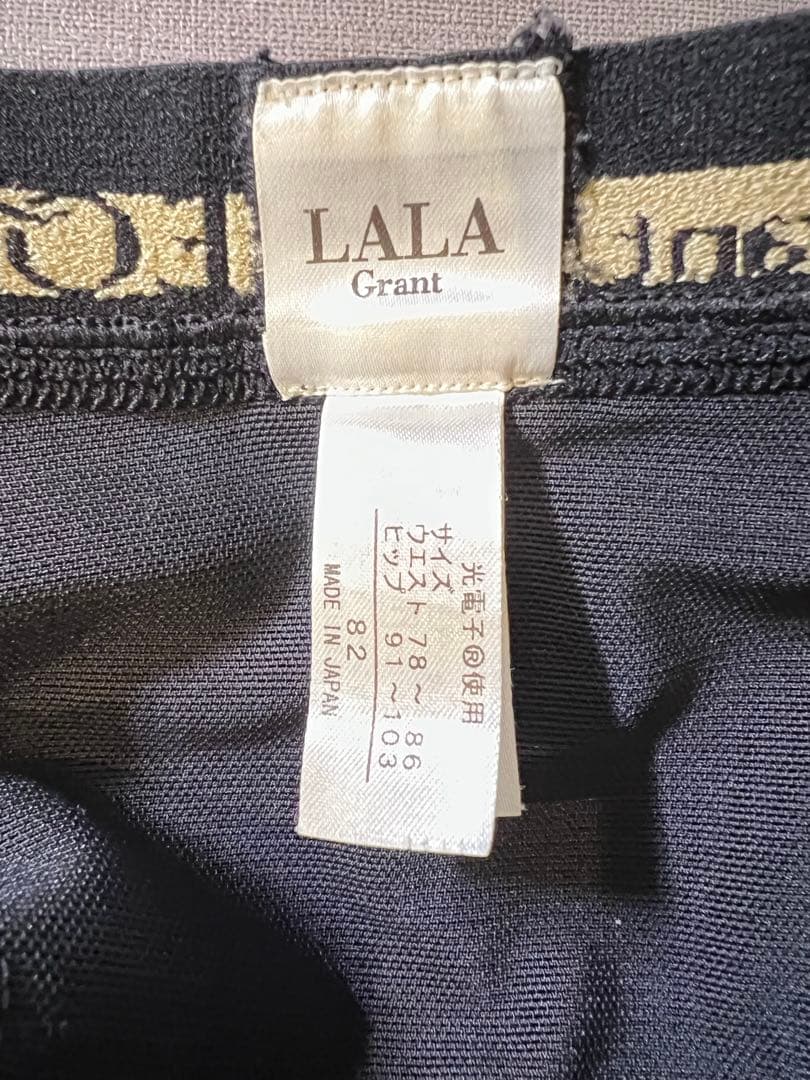 LALA
Grant
光電子®使用
サイズ
ウエスト 78～ 86
ヒップ 91～103
82
MADE IN JAPAN